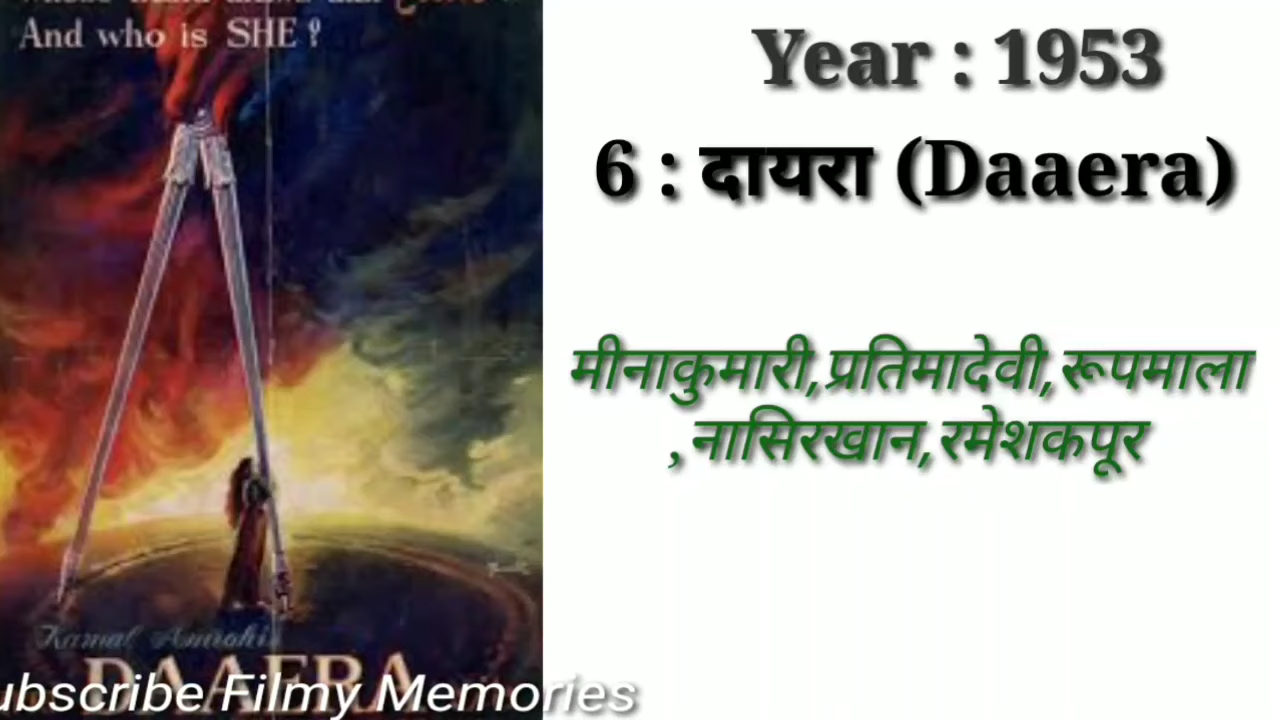 And who is SHE ?
Year : 1953
6 : दायरा (Daaera)
मीनाकुमारी,प्रतिमादेवी,रूपमाला
,नासिरखान,रमेशकपूर
Kamal Amrohi's
DAAERA
ubscribe Filmy Memories